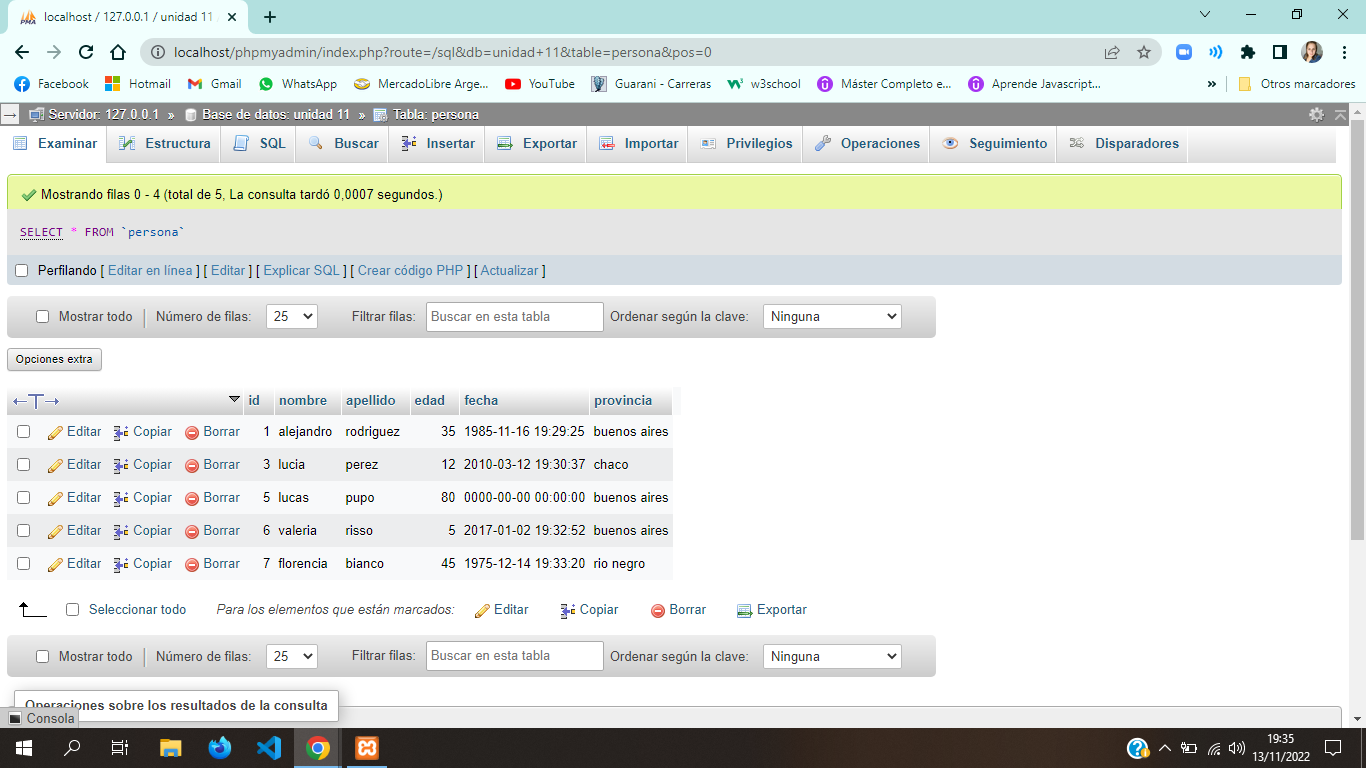 localhost / 127.0.0.1 / unidad 11
localhost/phpmyadmin/index.php?route=/sql&db=unidad+11&table=persona&pos=0
Facebook Hotmail Gmail WhatsApp MercadoLibre Arge... YouTube Guarani - Carreras w3school Máster Completo e... Aprende Javascript... » Otros marcadores
Servidor: 127.0.0.1 » Base de datos: unidad 11 » Tabla: persona
Examinar Estructura SQL Buscar Insertar Exportar Importar Privilegios Operaciones Seguimiento Disparadores
Mostrando filas 0 - 4 (total de 5, La consulta tardó 0,0007 segundos.)
SELECT * FROM `persona`
Perfilando [ Editar en línea ] [ Editar ] [ Explicar SQL ] [ Crear código PHP ] [ Actualizar ]
Mostrar todo Número de filas: 25 Filtrar filas: Buscar en esta tabla Ordenar según la clave: Ninguna
Opciones extra
id nombre apellido edad fecha provincia
Editar Copiar Borrar 1 alejandro rodriguez 35 1985-11-16 19:29:25 buenos aires
Editar Copiar Borrar 3 lucia perez 12 2010-03-12 19:30:37 chaco
Editar Copiar Borrar 5 lucas pupo 80 0000-00-00 00:00:00 buenos aires
Editar Copiar Borrar 6 valeria risso 5 2017-01-02 19:32:52 buenos aires
Editar Copiar Borrar 7 florencia bianco 45 1975-12-14 19:33:20 rio negro
Seleccionar todo Para los elementos que están marcados: Editar Copiar Borrar Exportar
Mostrar todo Número de filas: 25 Filtrar filas: Buscar en esta tabla Ordenar según la clave: Ninguna
Operaciones sobre los resultados de la consulta
Consola
19:35
13/11/2022